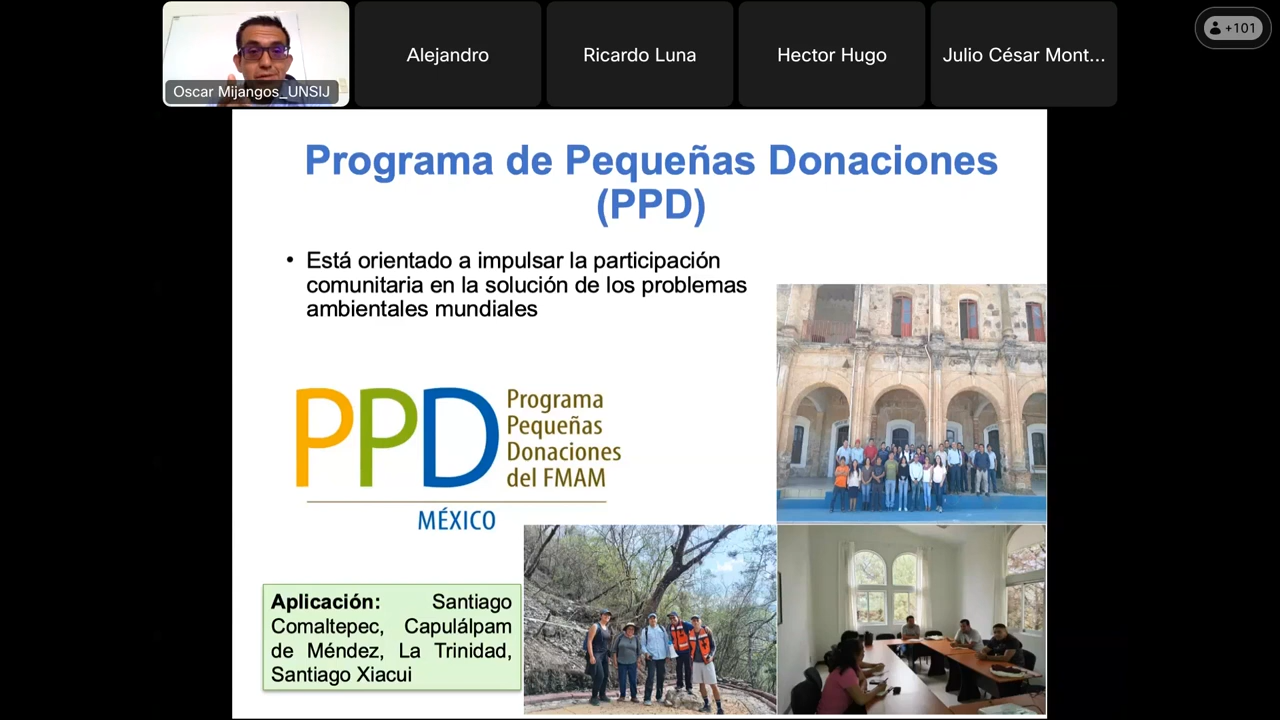 Oscar Mijangos_UNSIJ
Alejandro
Ricardo Luna
Hector Hugo
Julio César Mont...
+101
Programa de Pequeñas Donaciones
(PPD)
• Está orientado a impulsar la participación
comunitaria en la solución de los problemas
ambientales mundiales
PPD
Programa
Pequeñas
Donaciones
del FMAM
MÉXICO
Aplicación: Santiago
Comaltepec, Capulálpam
de Méndez, La Trinidad,
Santiago Xiacui